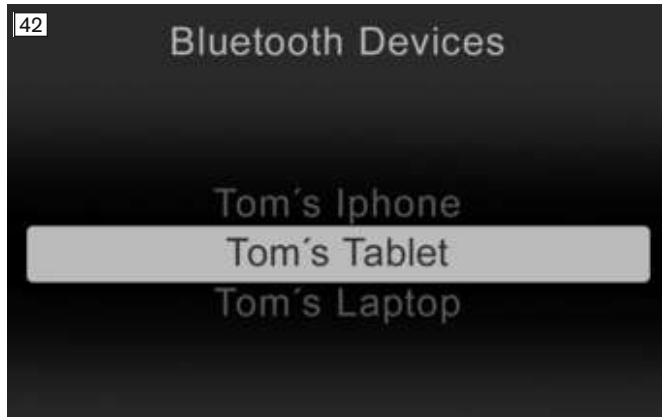 42
Bluetooth Devices
Tom´s Iphone
Tom´s Tablet
Tom´s Laptop